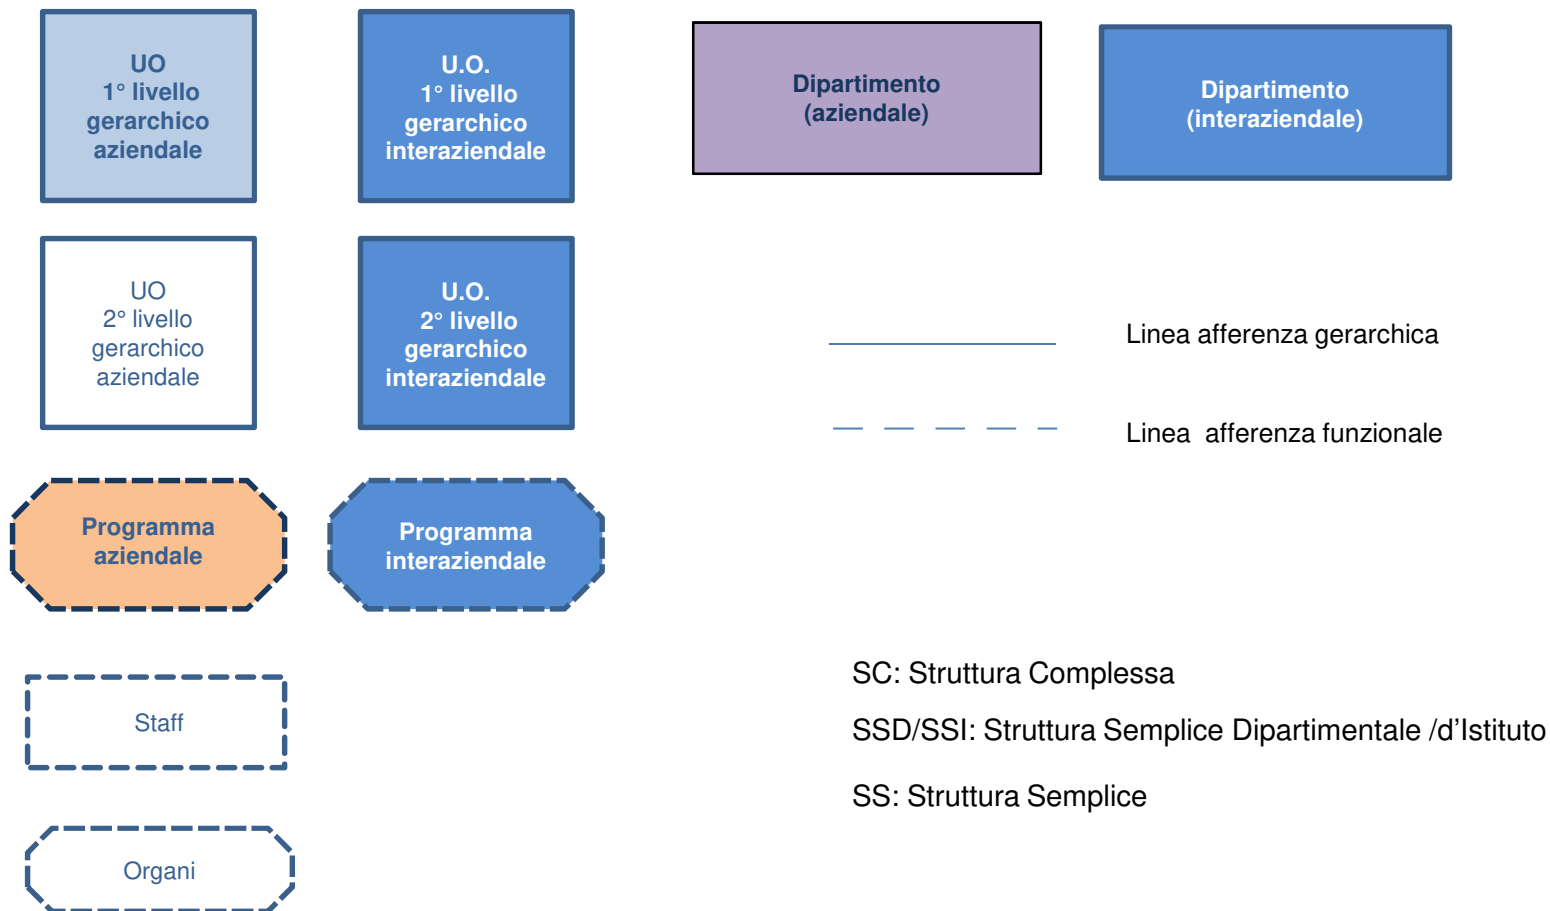 UO
1° livello
gerarchico
aziendale
U.O.
1° livello
gerarchico
interaziendale
Dipartimento
(aziendale)
Dipartimento
(interaziendale)
UO
2° livello
gerarchico
aziendale
U.O.
2° livello
gerarchico
interaziendale
Linea afferenza gerarchica
Linea afferenza funzionale
Programma
aziendale
Programma
interaziendale
SC: Struttura Complessa
Staff
SSD/SSI: Struttura Semplice Dipartimentale /d'Istituto
SS: Struttura Semplice
Organi